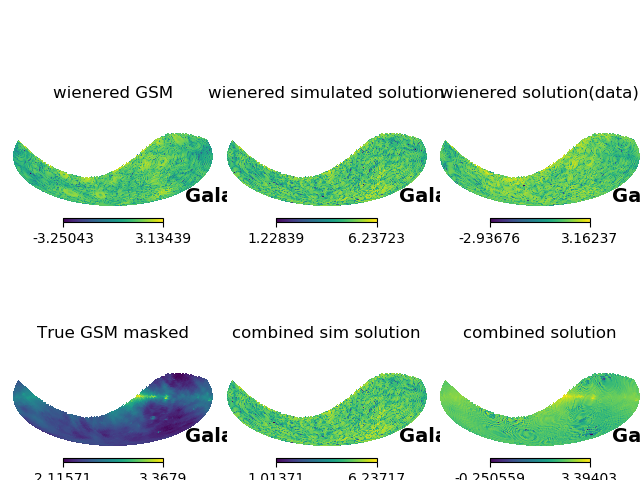 wienered GSM
wienered simulated solution
wienered solution(data)
Gala
Gala
Ga
-3.25043 3.13439
1.22839 6.23723
-2.93676 3.16237
True GSM masked
combined sim solution
combined solution
Gala
Gala
Ga
2.11571 3.3679
1.01371 6.23717
-0.250559 3.39403